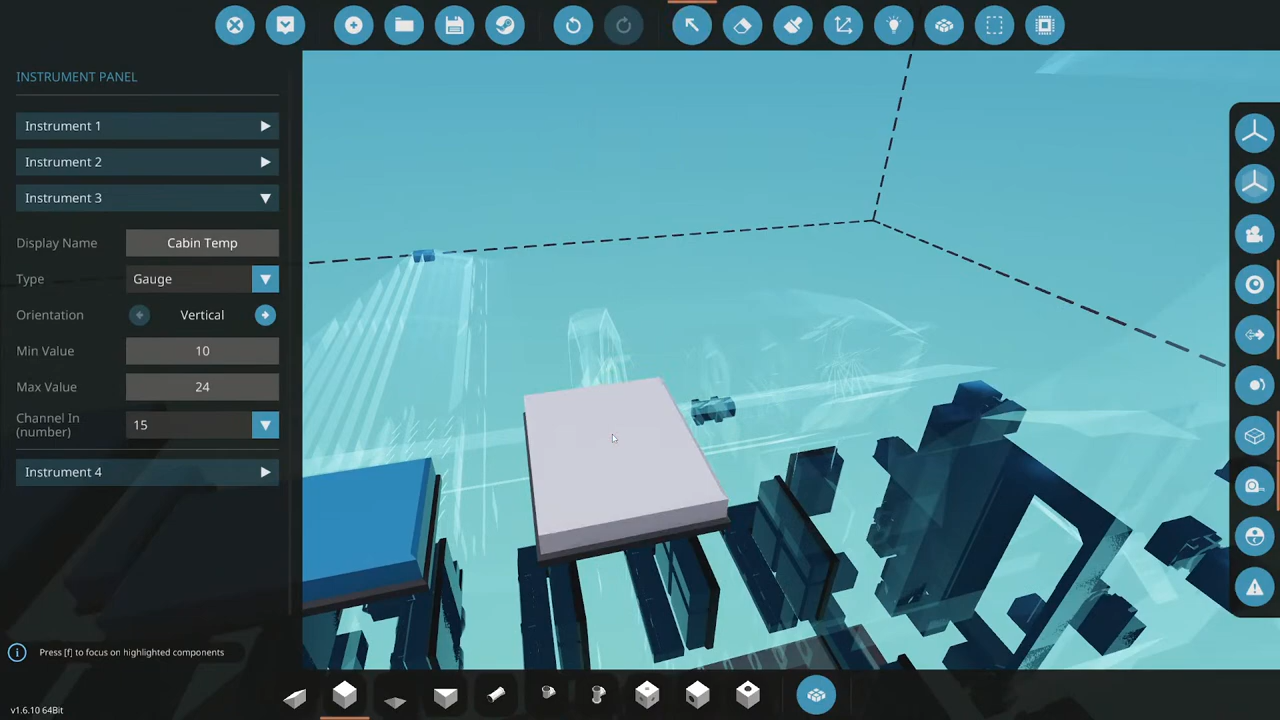 INSTRUMENT PANEL
Instrument 1
Instrument 2
Instrument 3
Display Name Cabin Temp
Type Gauge
Orientation Vertical
Min Value 10
Max Value 24
Channel In (number) 15
Instrument 4
Press [f] to focus on highlighted components
v1.6.10 64Bit